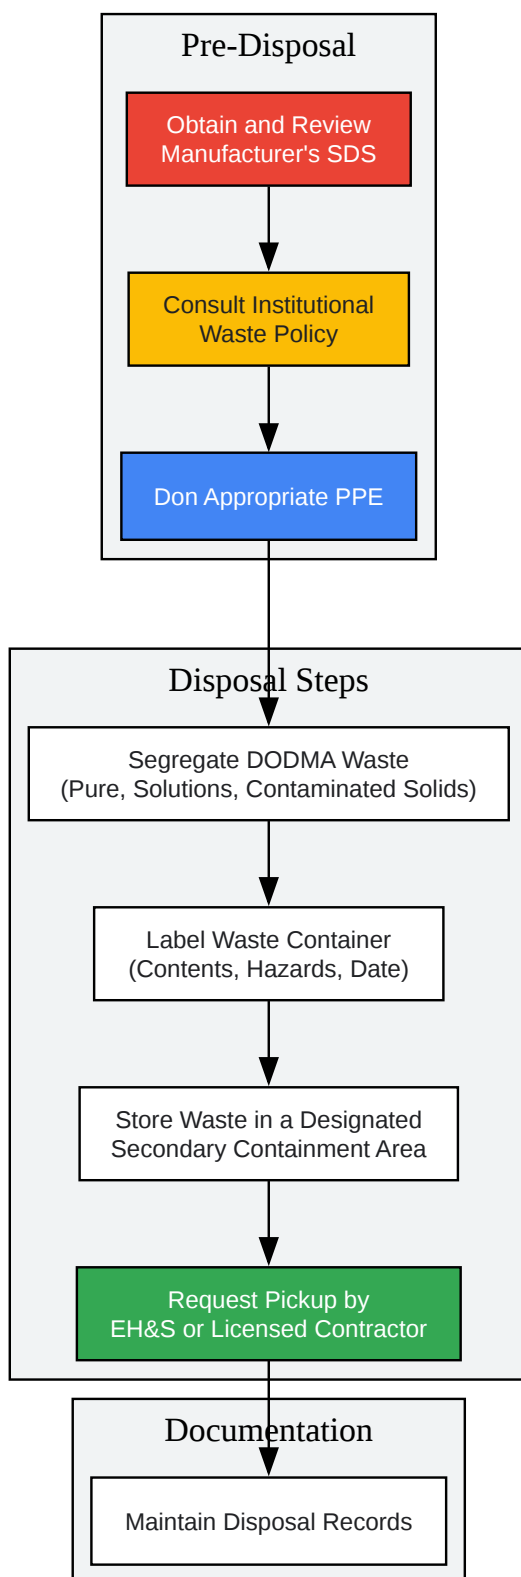 Pre-Disposal
Obtain and Review
Manufacturer's SDS
Consult Institutional
Waste Policy
Don Appropriate PPE
Disposal Steps
Segregate DODMA Waste
(Pure, Solutions, Contaminated Solids)
Label Waste Container
(Contents, Hazards, Date)
Store Waste in a Designated
Secondary Containment Area
Request Pickup by
EH&S or Licensed Contractor
Documentation
Maintain Disposal Records